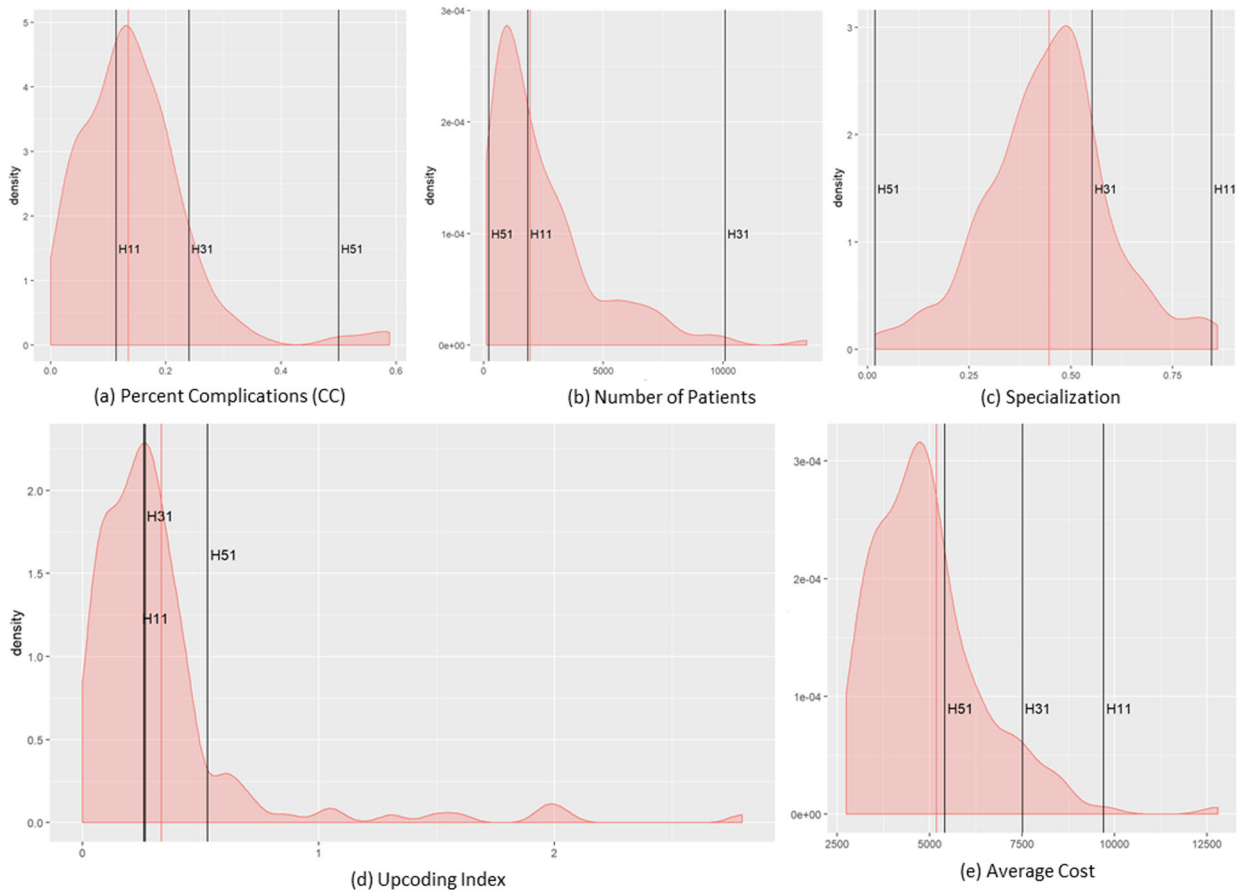 5
4
3
2
1
0
density
H11
H31
H51
0.0
0.2
0.4
0.6
(a) Percent Complications (CC)
3e-04
2e-04
1e-04
0e+00
density
H51
H11
H31
0
5000
10000
(b) Number of Patients
3
2
1
0
density
H51
H31
H11
0.00
0.25
0.50
0.75
(c) Specialization
2.0
1.5
1.0
0.5
0.0
density
H31
H51
H11
0
1
2
(d) Upcoding Index
3e-04
2e-04
1e-04
0e+00
H51
H31
H11
2500
5000
7500
10000
12500
(e) Average Cost